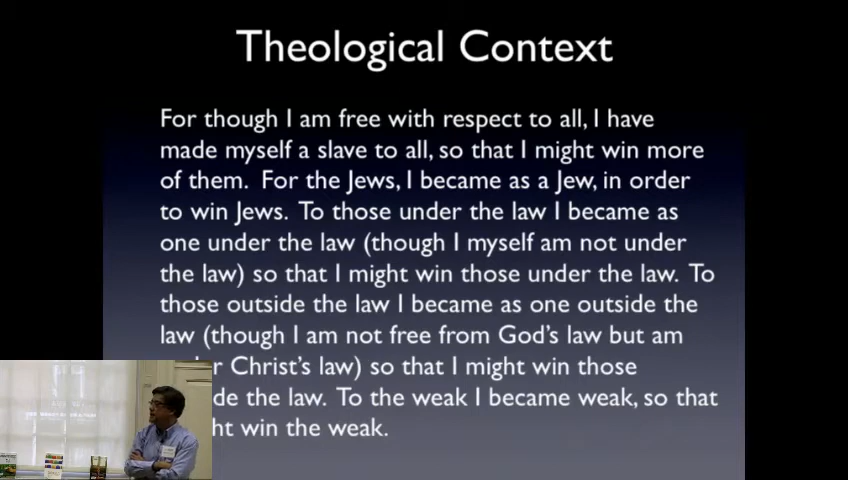 Theological Context
For though I am free with respect to all, I have
made myself a slave to all, so that I might win more
of them. For the Jews, I became as a Jew, in order
to win Jews. To those under the law I became as
one under the law (though I myself am not under
the law) so that I might win those under the law. To
those outside the law I became as one outside the
law (though I am not free from God's law but am
Christ's law) so that I might win those
the law. To the weak I became weak, so that
win the weak.